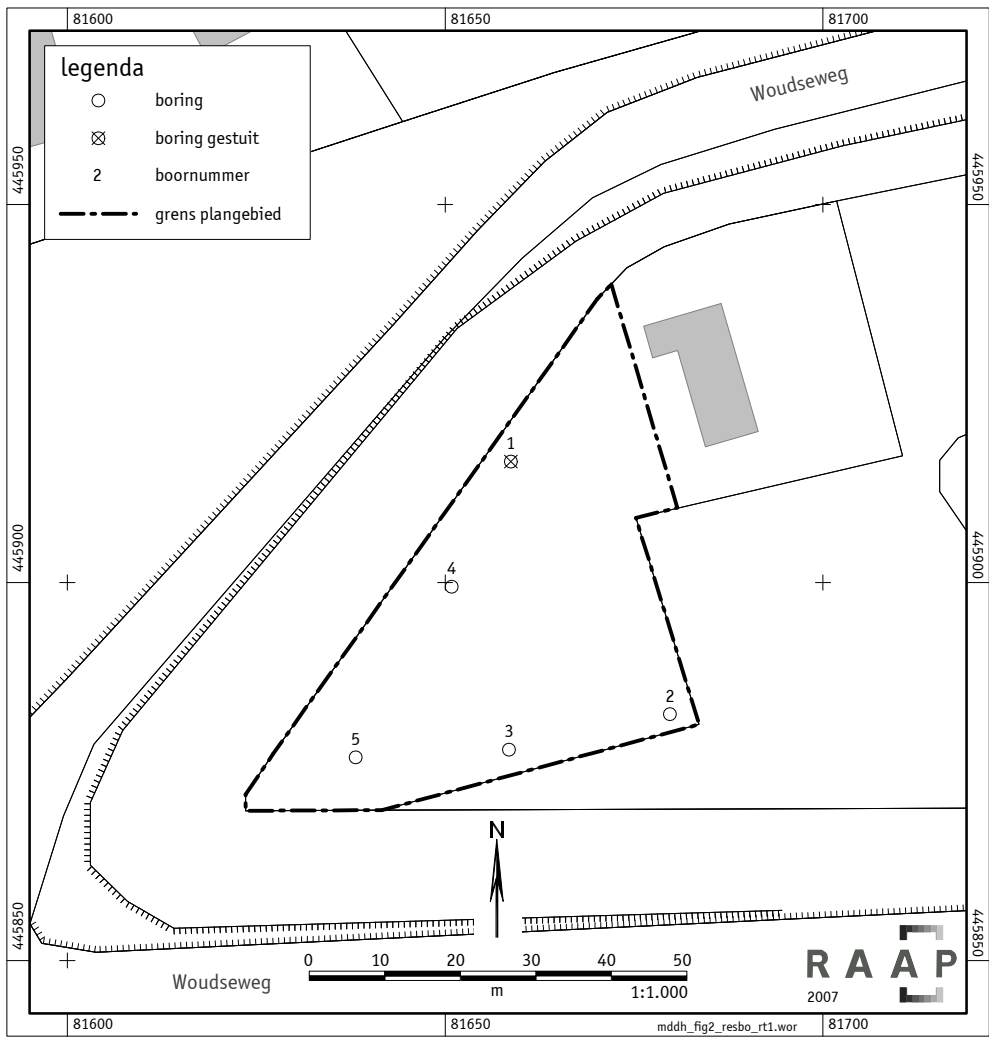 81600
81650
81700
legenda
boring
boring gestuit
2 boornummer
grens plangebied
Woudseweg
445950
445950
1
445900
445900
4
2
3
5
N
445850
445850
0 10 20 30 40 50
m
1:1.000
Woudseweg
RAAP
2007
mddh_fig2_resbo_rt1.wor
81600
81650
81700